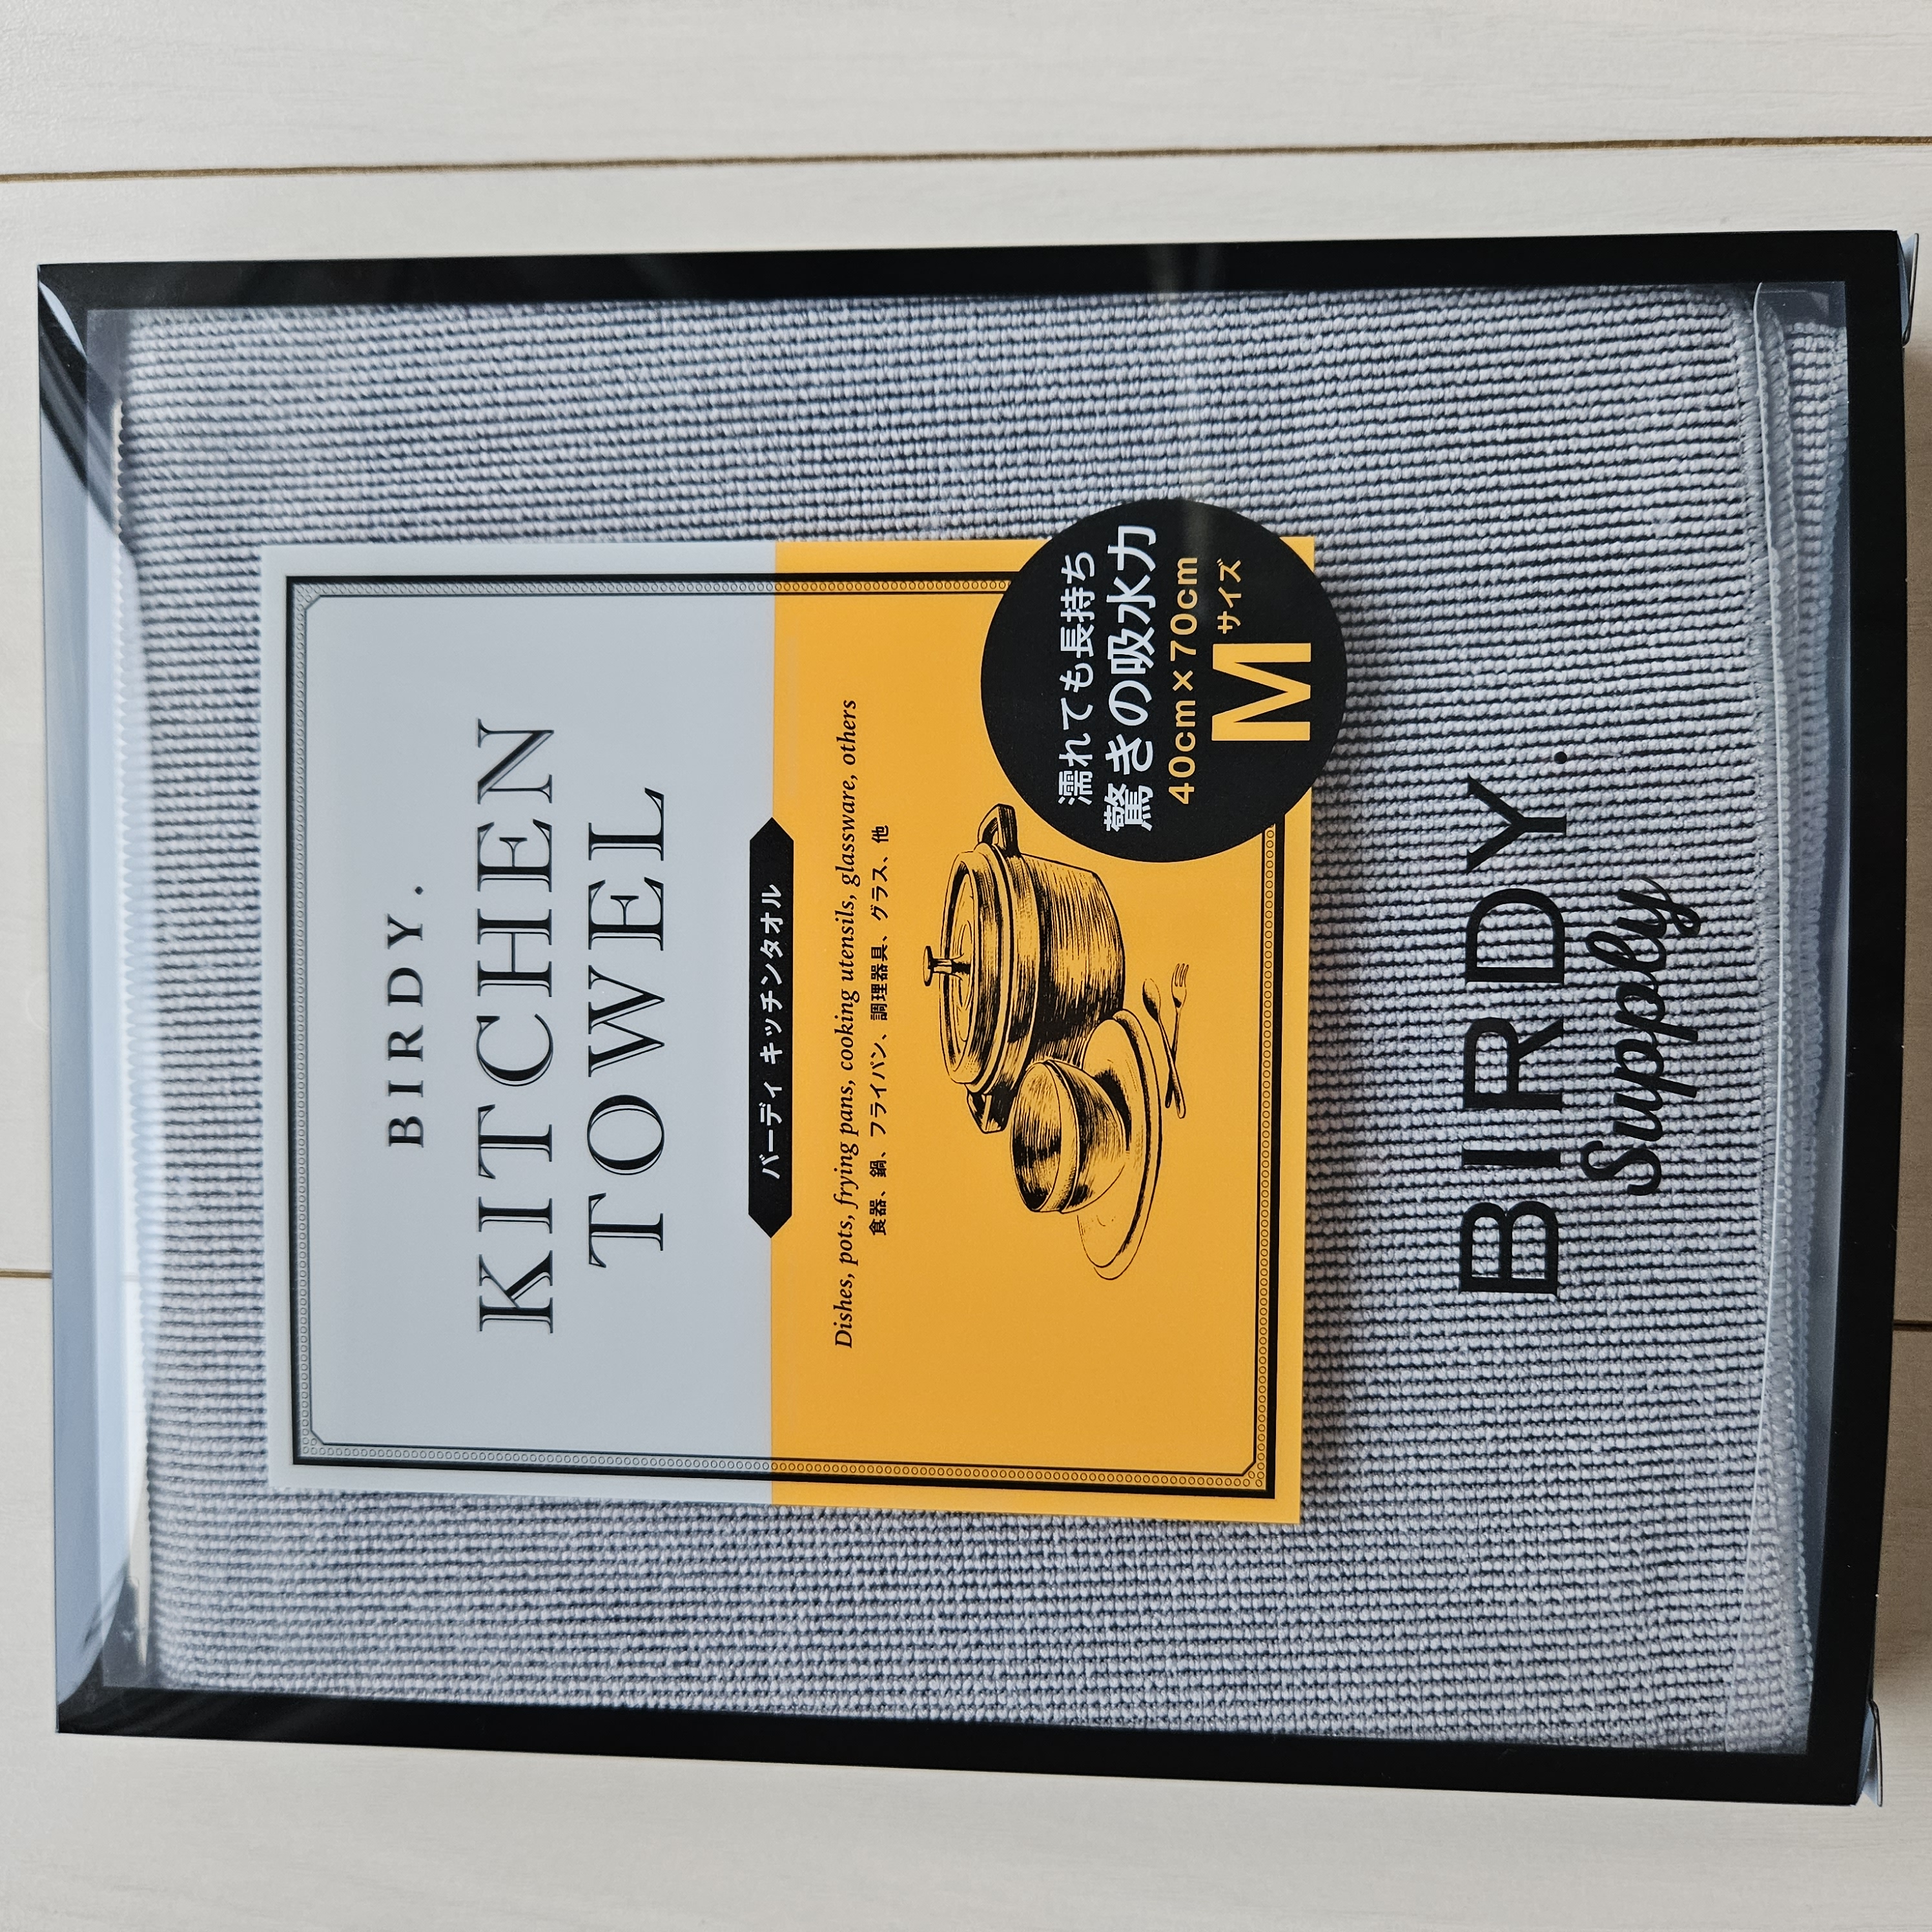 BIRDY.
KITCHEN
TOWEL
バーディ キッチンタオル
Dishes, pots, frying pans, cooking utensils, glassware, others
食器、鍋、フライパン、調理器具、グラス、他
濡れても長持ち
驚きの吸水力
40cm×70cm
Mサイズ
BIRDY.
Supply